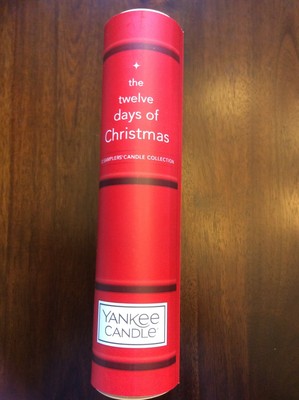 the
twelve
days of
Christmas
SAMPLERS® CANDLE COLLECTION
YANKEE
CANDLE®